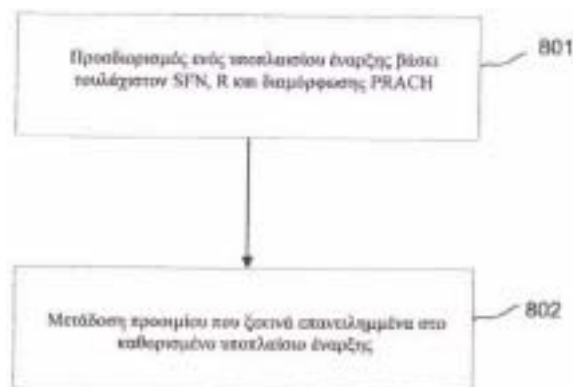 Προσδιορισμός ενός υποπλαισίου έναρξης βάσει
τουλάχιστον SFN, R και διαμόρφωσης PRACH
801
Μετάδοση προοιμίου που ξεκινά επανειλημμένα στο
καθορισμένο υποπλαίσιο έναρξης
802